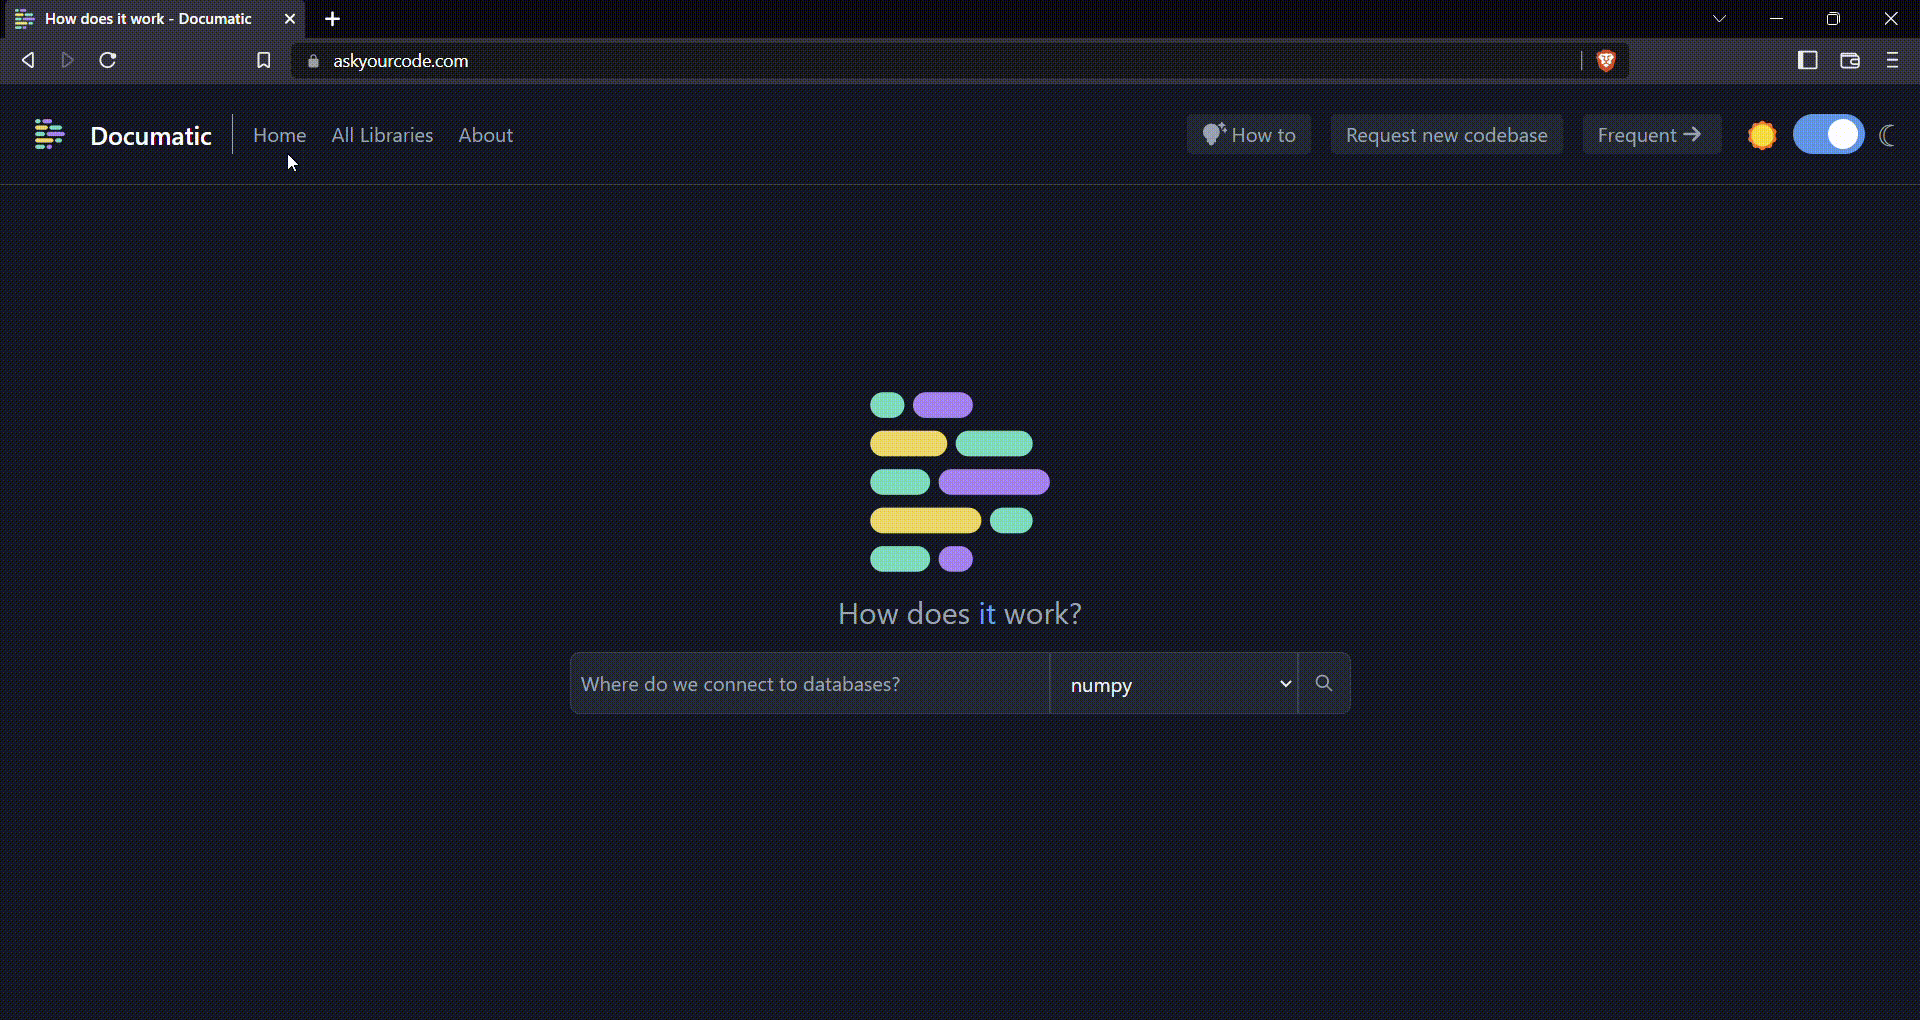 How does it work - Documatic
askyourcode.com
Documatic
Home
All Libraries
About
How to
Request new codebase
Frequent →
How does it work?
Where do we connect to databases?
numpy